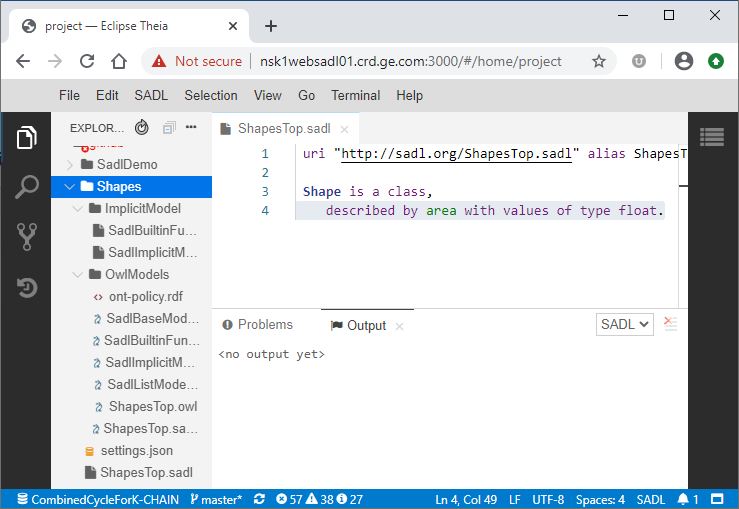 project — Eclipse Theia
Not secure | nsk1websadl01.crd.ge.com:3000/#/home/project
File Edit SADL Selection View Go Terminal Help
EXPLOR...
SadlDemo
Shapes
ImplicitModel
SadlBuiltinFu...
SadlImplicitM...
OwlModels
ont-policy.rdf
SadlBaseMod...
SadlBuiltinFun...
SadlImplicitM...
SadlListMode...
ShapesTop.owl
ShapesTop.sa...
settings.json
ShapesTop.sadl
ShapesTop.sadl
1 uri "http://sadl.org/ShapesTop.sadl" alias ShapesT
2
3 Shape is a class,
4 described by area with values of type float.
Problems Output SADL
<no output yet>
CombinedCycleForK-CHAIN master* 57 38 27 Ln 4, Col 49 LF UTF-8 Spaces: 4 SADL 1